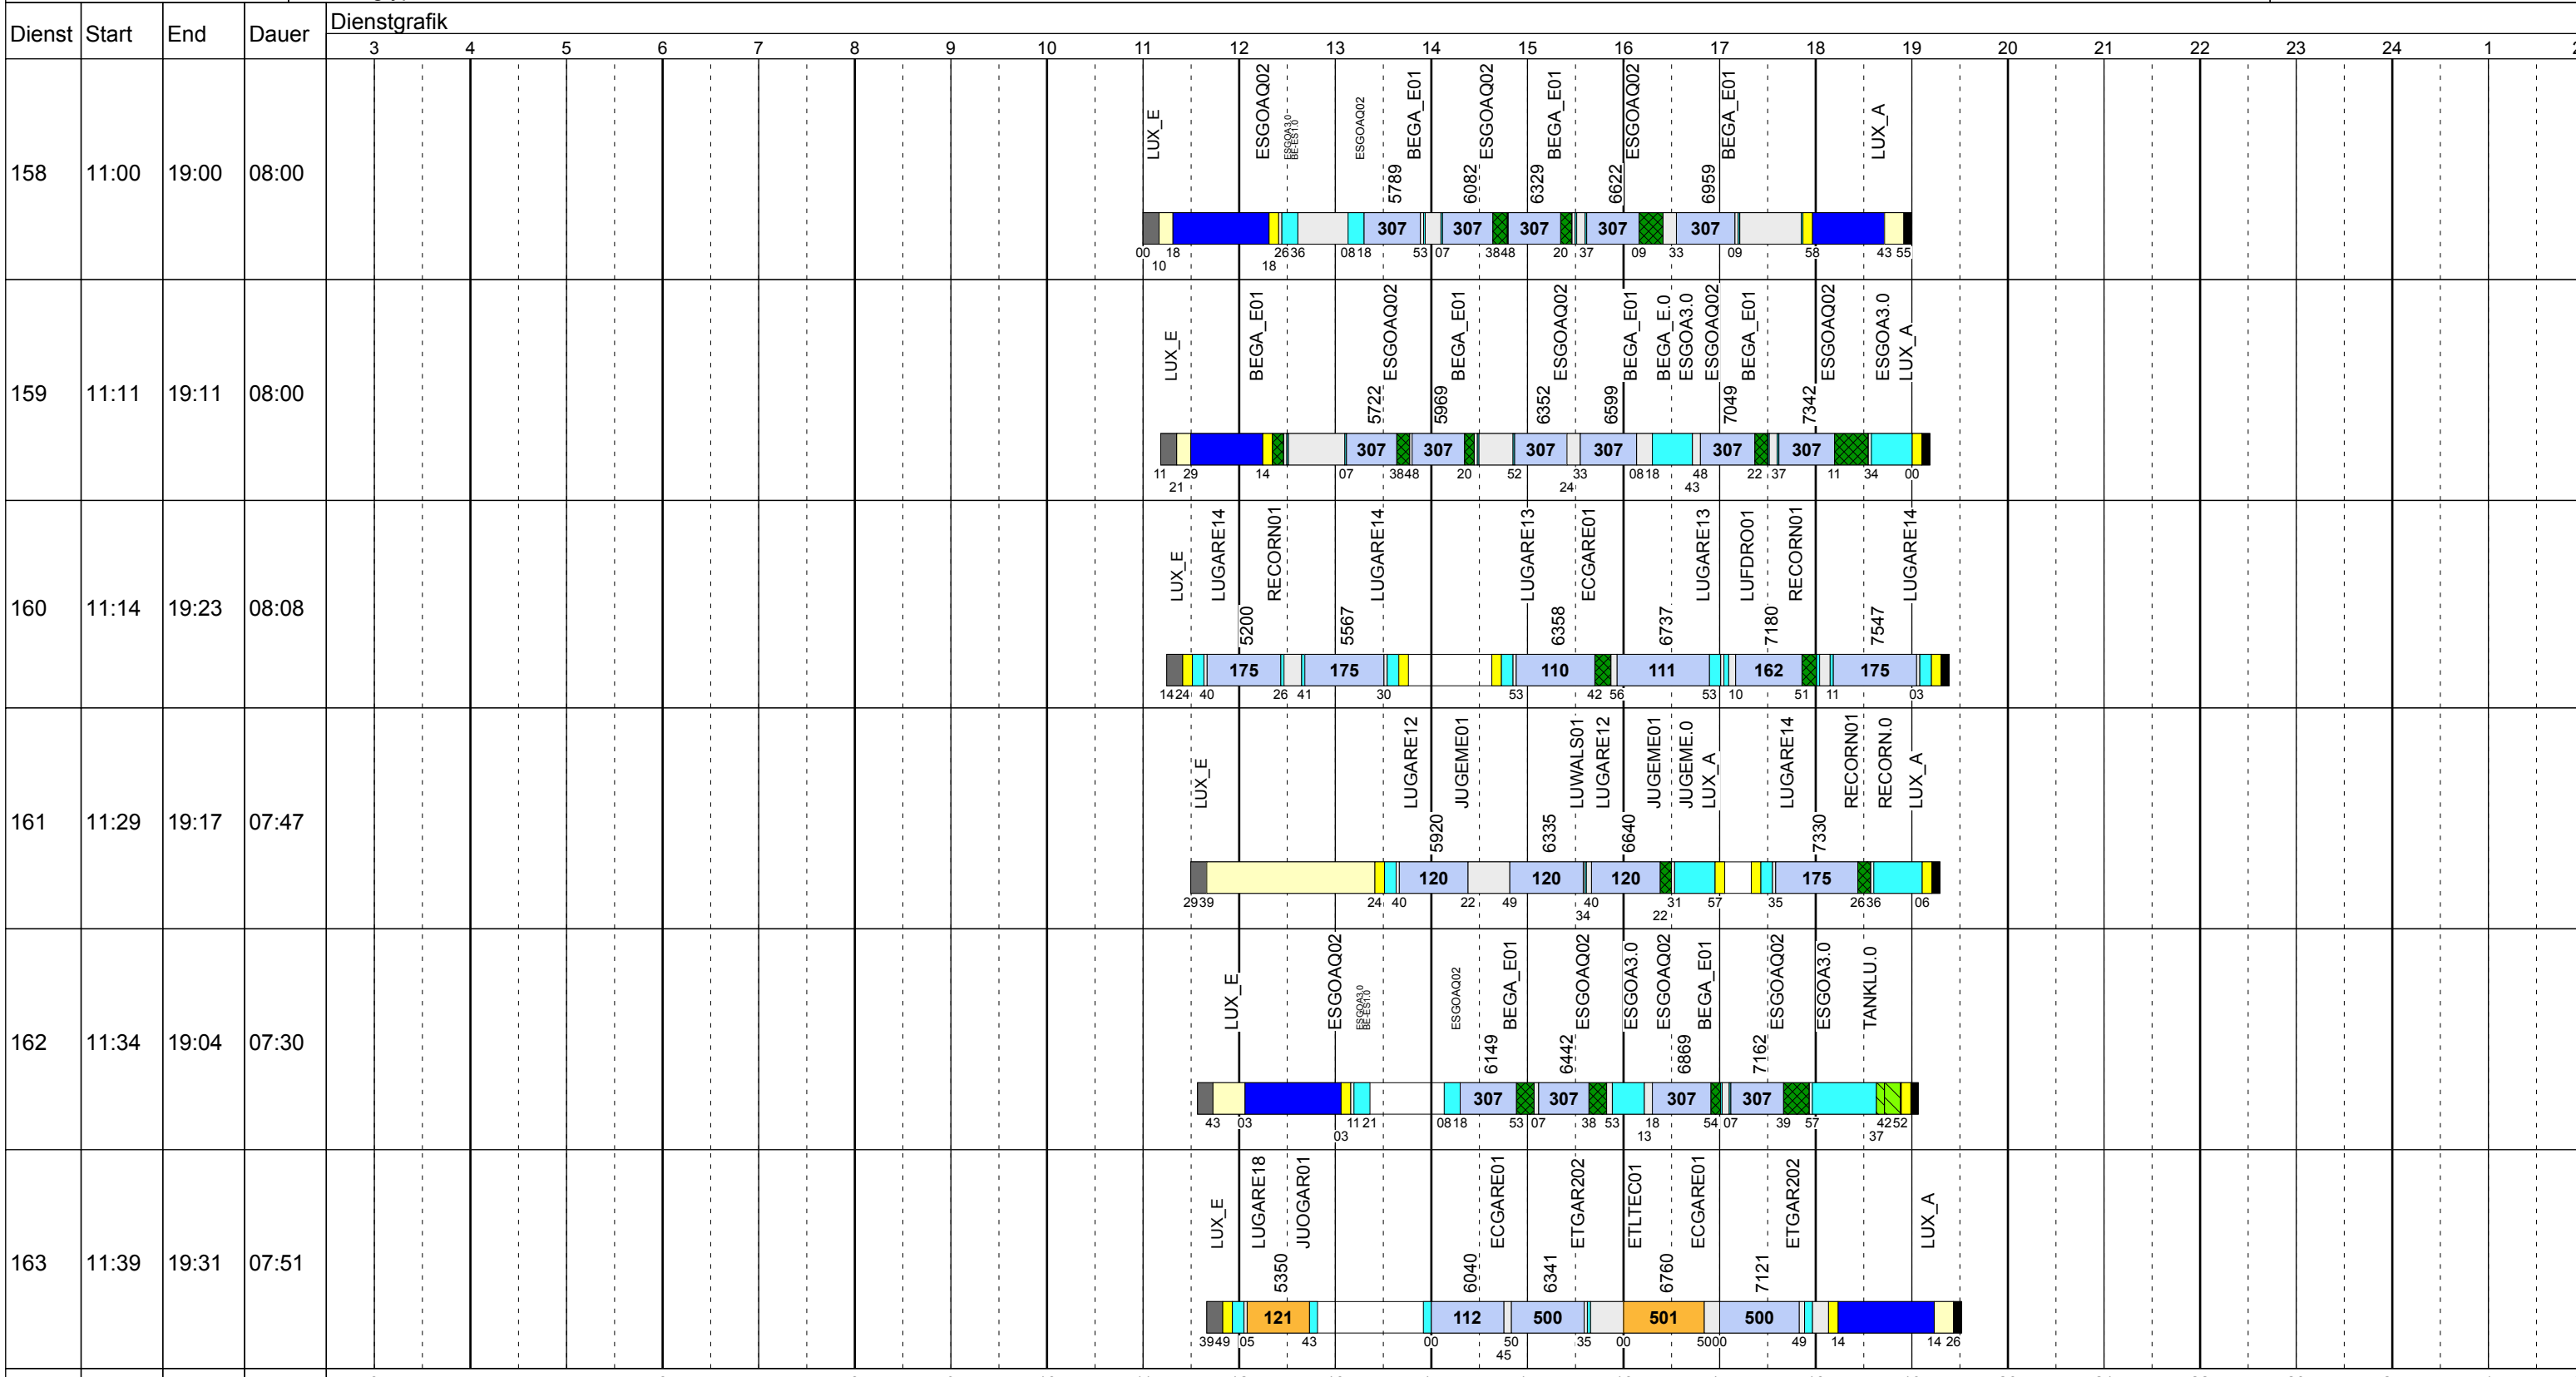 Dienst Start End Dauer Dienstgrafik
3 4 5 6 7 8 9 10 11 12 13 14 15 16 17 18 19 20 21 22 23 24 1
158 11:00 19:00 08:00
LUX_E ESGOAQ02 ESGOA3.0 BE-ES1.0 ESGOAQ02 BEGA_E01 ESGOAQ02 BEGA_E01 ESGOAQ02 BEGA_E01 LUX_A
5789 6082 6329 6622 6959
307 307 307 307 307
00 18 26 36 08 18 53 07 38 48 20 37 09 33 09 58 43 55
10 18
159 11:11 19:11 08:00
LUX_E BEGA_E01 ESGOAQ02 BEGA_E01 ESGOAQ02 BEGA_E01 BEGA_E.0 ESGOA3.0 ESGOAQ02 BEGA_E01 ESGOAQ02 ESGOA3.0 LUX_A
5722 5969 6352 6599 7049 7342
307 307 307 307 307 307
11 29 14 07 38 48 20 52 33 08 18 48 22 37 11 34 00
21 24 43
160 11:14 19:23 08:08
LUX_E LUGARE14 RECORN01 LUGARE14 LUGARE13 ECGARE01 LUGARE13 LUFDRO01 RECORN01 LUGARE14
5200 5567 6358 6737 7180 7547
175 175 110 111 162 175
14 24 40 26 41 30 53 42 56 53 10 51 11 03
161 11:29 19:17 07:47
LUX_E LUGARE12 JUGEME01 LUWALS01 LUGARE12 JUGEME01 JUGEME.0 LUX_A LUGARE14 RECORN01 RECORN.0 LUX_A
5920 6335 6640 7330
120 120 120 175
29 39 24 40 22 49 40 31 57 35 26 36 06
34 22
162 11:34 19:04 07:30
LUX_E ESGOAQ02 ESGOA3.0 BE-ES1.0 ESGOAQ02 BEGA_E01 ESGOAQ02 ESGOA3.0 ESGOAQ02 BEGA_E01 ESGOAQ02 ESGOA3.0 TANKLU.0
6149 6442 6869 7162
307 307 307 307
43 03 11 21 08 18 53 07 38 53 18 54 07 39 57 42 52
03 13 37
163 11:39 19:31 07:51
LUX_E LUGARE18 JUOGAR01 ECGARE01 ETGAR202 ETLTEC01 ECGARE01 ETGAR202 LUX_A
5350 6040 6341 6760 7121
121 112 500 501 500
39 49 05 43 00 50 35 00 50 00 49 14 14 26
45